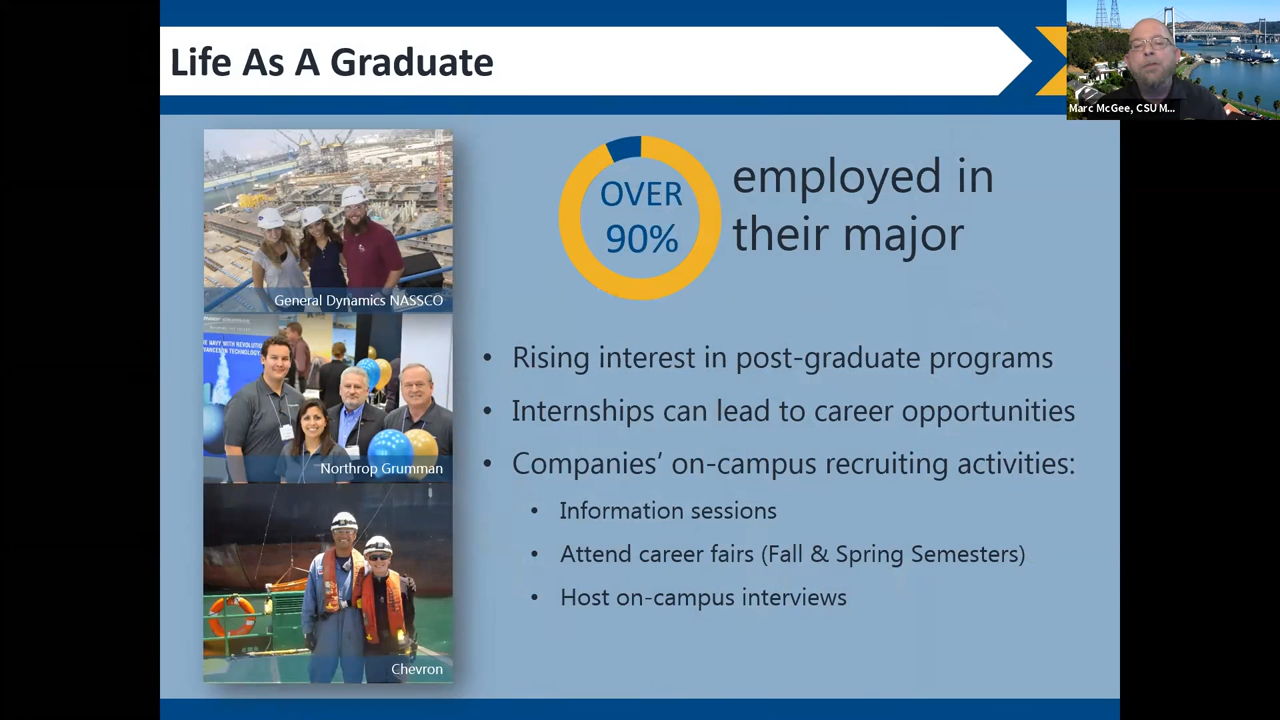 Life As A Graduate
Marc McGee, CSU M...
OVER
90%
employed in
their major
General Dynamics NASSCO
Northrop Grumman
Chevron
• Rising interest in post-graduate programs
• Internships can lead to career opportunities
• Companies’ on-campus recruiting activities:
• Information sessions
• Attend career fairs (Fall & Spring Semesters)
• Host on-campus interviews